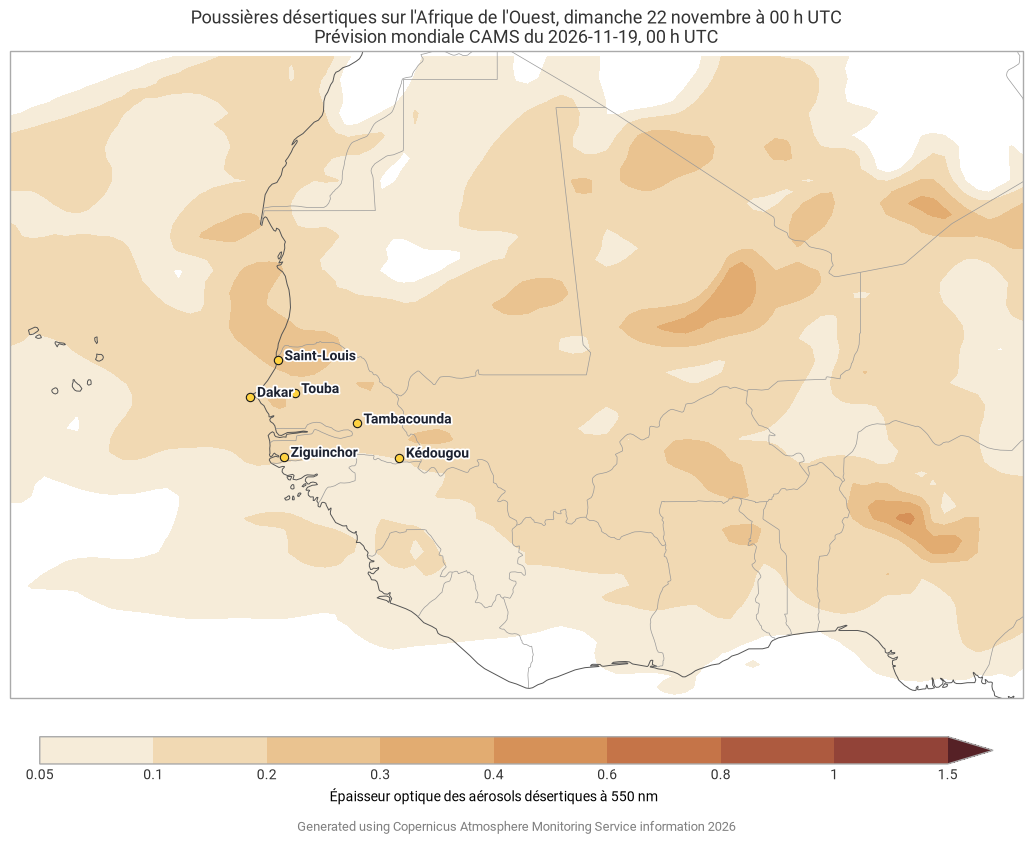 Poussières désertiques sur l'Afrique de l'Ouest, dimanche 22 novembre à 00 h UTC
Prévision mondiale CAMS du 2026-11-19, 00 h UTC
Saint-Louis
Dakar
Touba
Tambacounda
Ziguinchor
Kédougou
0.05
0.1
0.2
0.3
0.4
0.6
0.8
1
1.5
Épaisseur optique des aérosols désertiques à 550 nm
Generated using Copernicus Atmosphere Monitoring Service information 2026